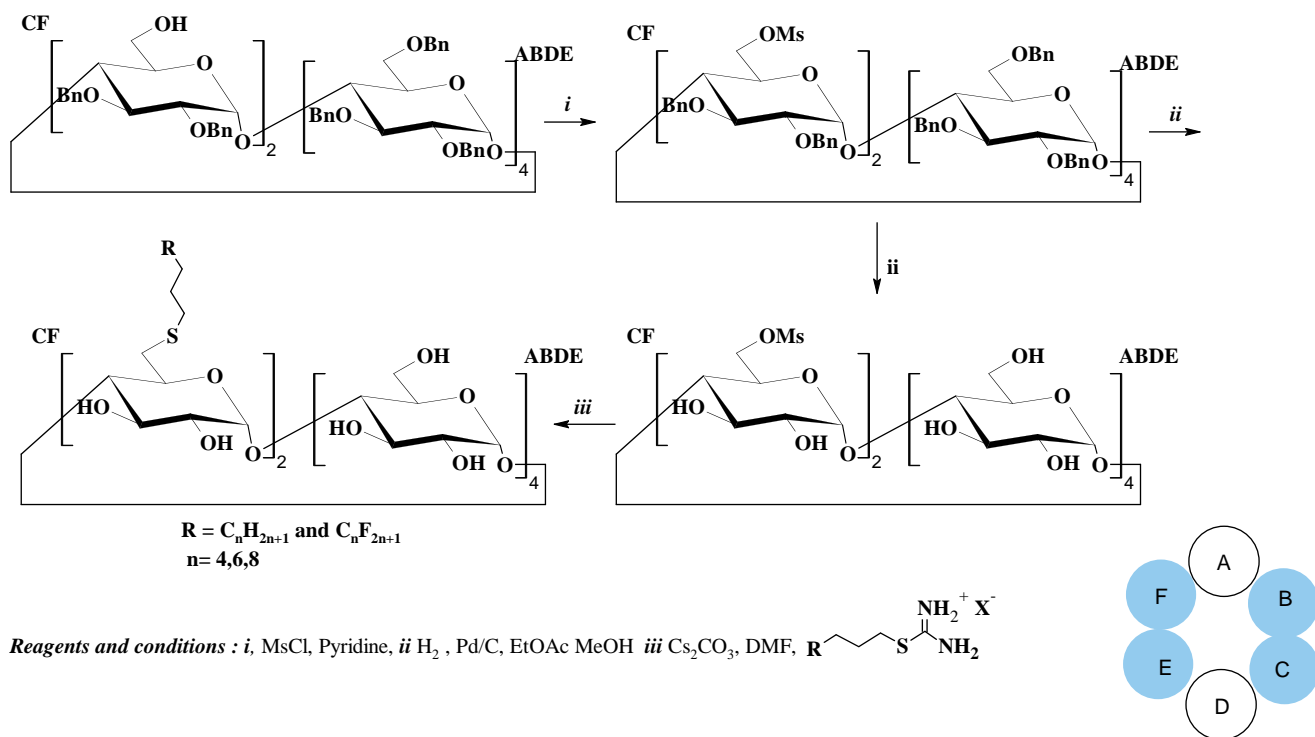 CF
OH
BnO
OBn
O
O
2
OBn
BnO
OBn
O
O
4
ABDE
i
CF
OMs
BnO
OBn
O
O
2
OBn
BnO
OBn
O
O
4
ABDE
ii
ii
R
S
CF
HO
OH
O
O
2
OH
HO
OH
O
O
4
ABDE
iii
CF
OMs
HO
OH
O
O
2
OH
HO
OH
O
O
4
ABDE
R = CnH2n+1 and CnF2n+1
n= 4,6,8
Reagents and conditions : i, MsCl, Pyridine, ii H2 , Pd/C, EtOAc MeOH iii Cs2CO3, DMF, R S NH2+ X- NH2
A
F
B
E
C
D